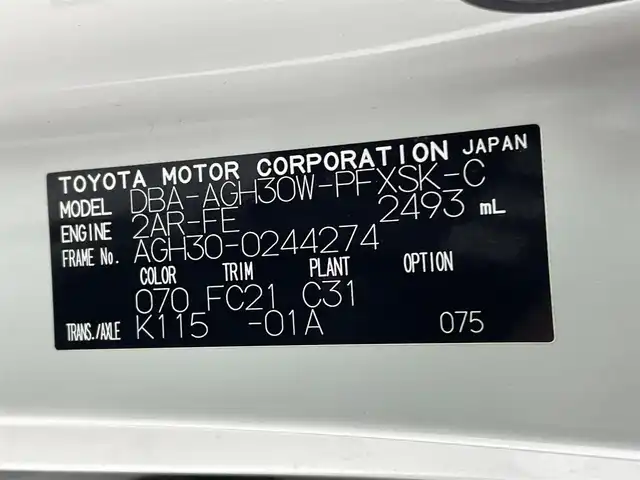 TOYOTA MOTOR CORPORATION JAPAN
MODEL DBA-AGH30W-PFXSK-C
ENGINE 2AR-FE 2493 mL
FRAME No. AGH30-0244274
COLOR TRIM PLANT OPTION
070 FC21 C31
TRANS./AXLE K115 -01A 075